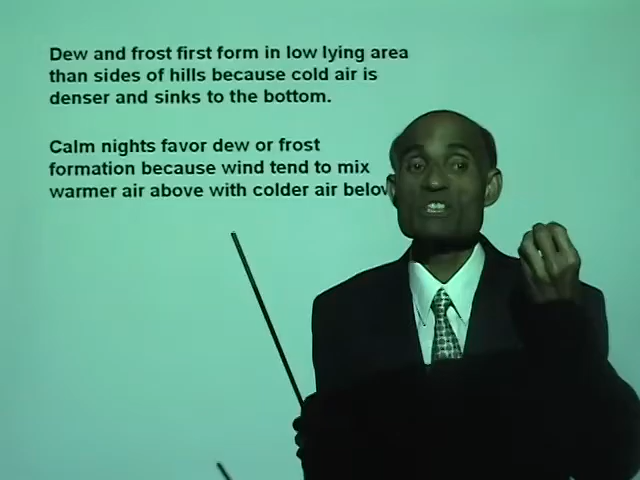 Dew and frost first form in low lying area
than sides of hills because cold air is
denser and sinks to the bottom.
Calm nights favor dew or frost
formation because wind tend to mix
warmer air above with colder air